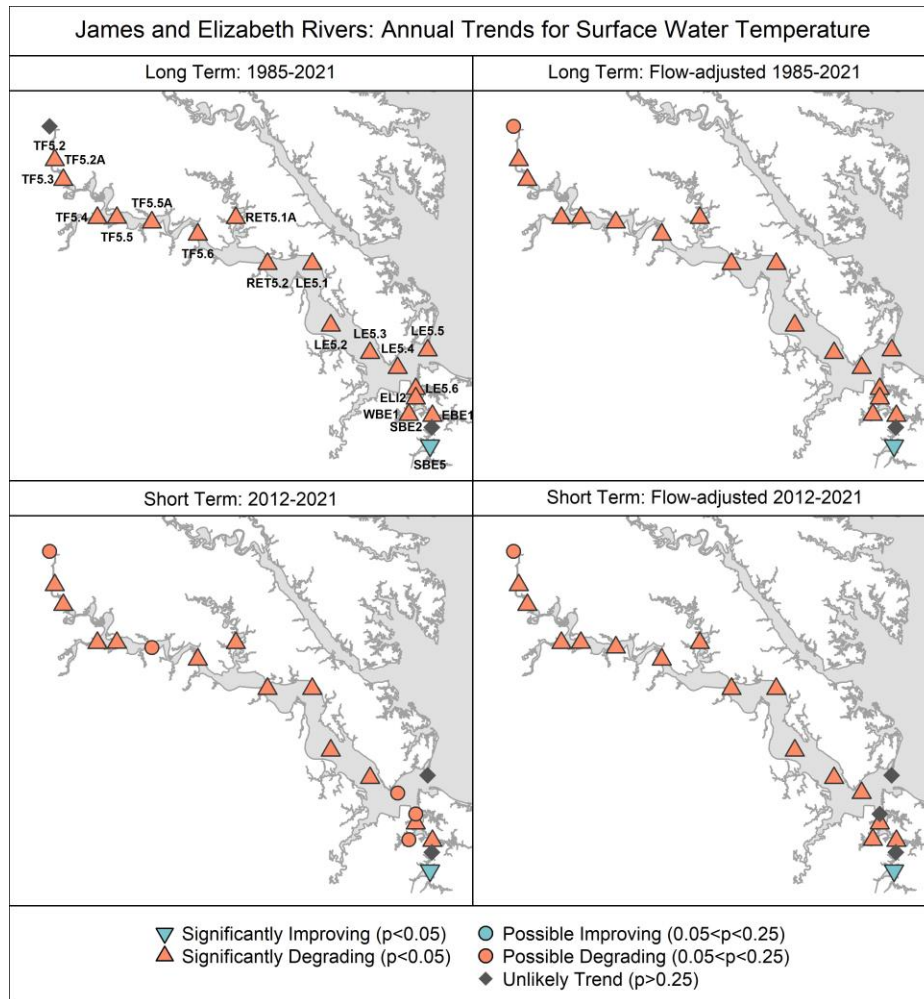 James and Elizabeth Rivers: Annual Trends for Surface Water Temperature
Long Term: 1985-2021
Long Term: Flow-adjusted 1985-2021
TF5.2
TF5.2A
TF5.3
TF5.5A
TF5.4
RET5.1A
TF5.5
TF5.6
RET5.2
LE5.1
LE5.3
LE5.5
LE5.2
LE5.4
LE5.6
ELI2
WBE1
EBE1
SBE2
SBE5
Short Term: 2012-2021
Short Term: Flow-adjusted 2012-2021
Significantly Improving (p<0.05)
Significantly Degrading (p<0.05)
Possible Improving (0.05<p<0.25)
Possible Degrading (0.05<p<0.25)
Unlikely Trend (p>0.25)